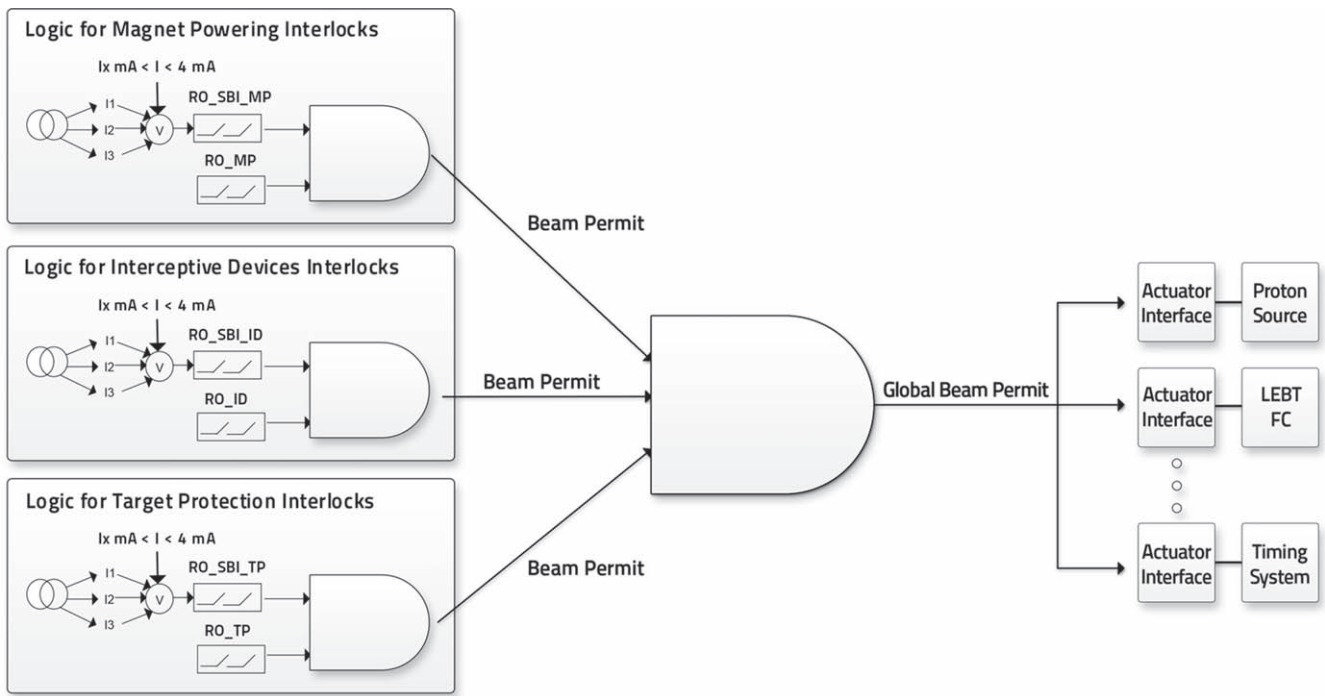 Logic for Magnet Powering Interlocks
Ix mA < I < 4 mA
I1
I2
I3
V
RO_SBI_MP
RO_MP
Beam Permit
Logic for Interceptive Devices Interlocks
Ix mA < I < 4 mA
I1
I2
I3
V
RO_SBI_ID
RO_ID
Beam Permit
Logic for Target Protection Interlocks
Ix mA < I < 4 mA
I1
I2
I3
V
RO_SBI_TP
RO_TP
Beam Permit
Global Beam Permit
Actuator
Interface
Proton
Source
Actuator
Interface
LEBT
FC
Actuator
Interface
Timing
System